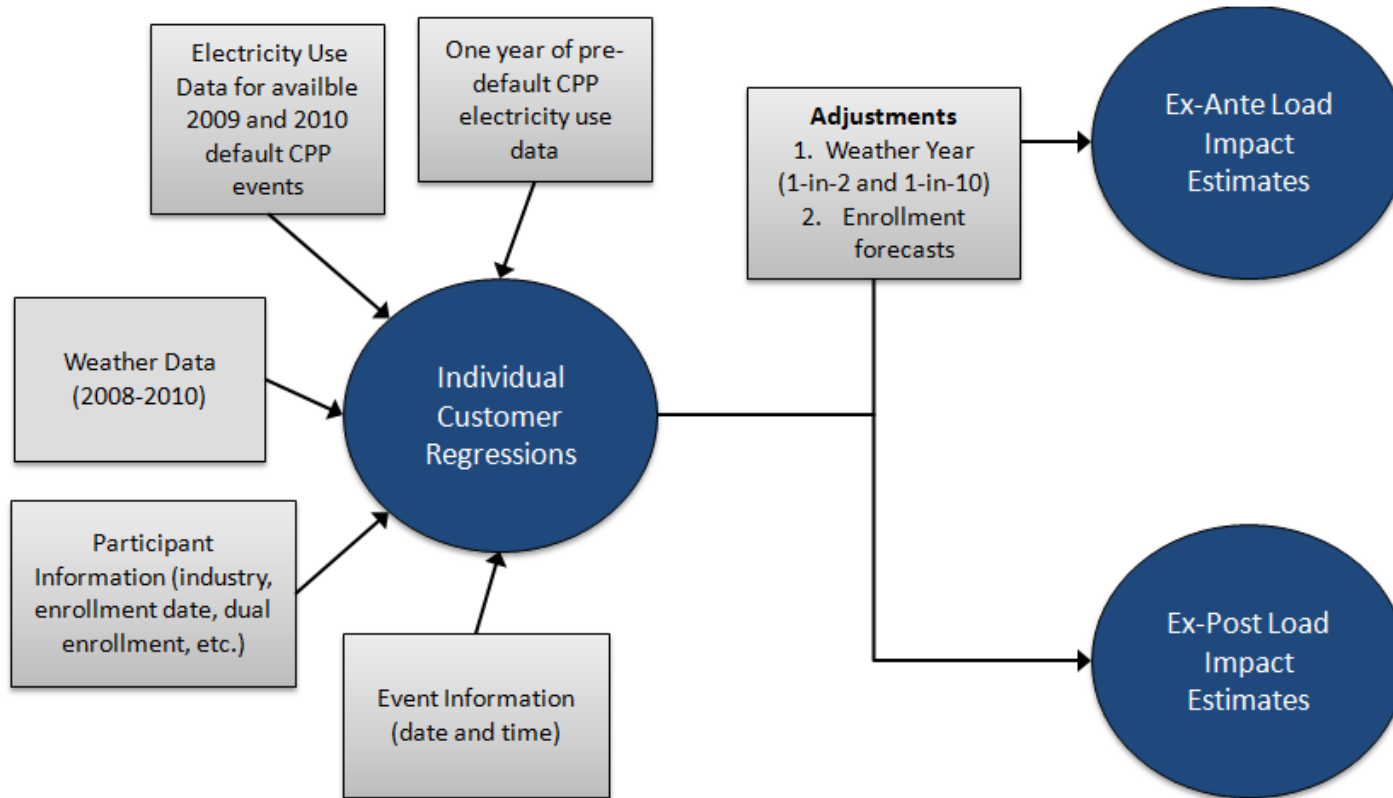 Electricity Use
Data for availble
2009 and 2010
default CPP
events
One year of pre-
default CPP
electricity use
data
Adjustments
1. Weather Year
(1-in-2 and 1-in-10)
2. Enrollment
forecasts
Ex-Ante Load
Impact
Estimates
Weather Data
(2008-2010)
Individual
Customer
Regressions
Participant
Information (industry,
enrollment date, dual
enrollment, etc.)
Event Information
(date and time)
Ex-Post Load
Impact
Estimates